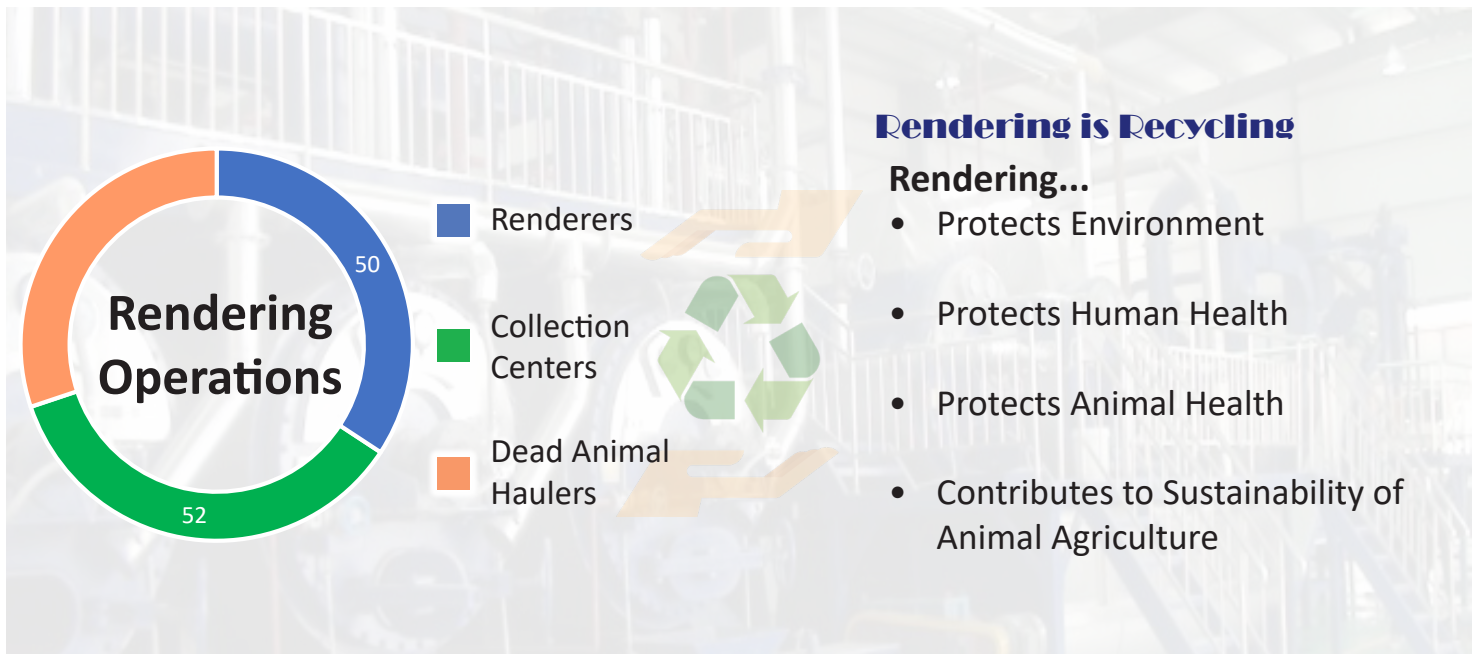 50
Rendering
Operations
52
Renderers
Collection
Centers
Dead Animal
Haulers
Rendering is Recycling
Rendering...
• Protects Environment
• Protects Human Health
• Protects Animal Health
• Contributes to Sustainability of
Animal Agriculture